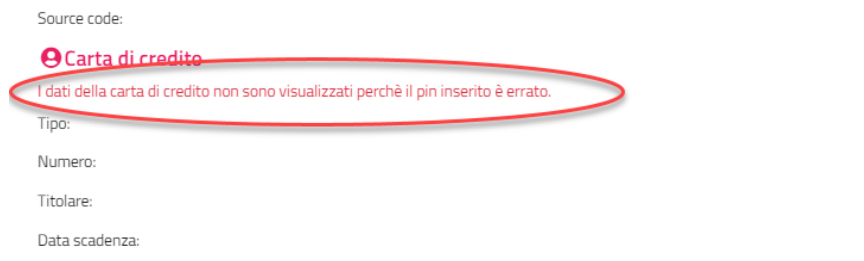 Source code:
Carta di credito
I dati della carta di credito non sono visualizzati perchè il pin inserito è errato.
Tipo:
Numero:
Titolare:
Data scadenza: